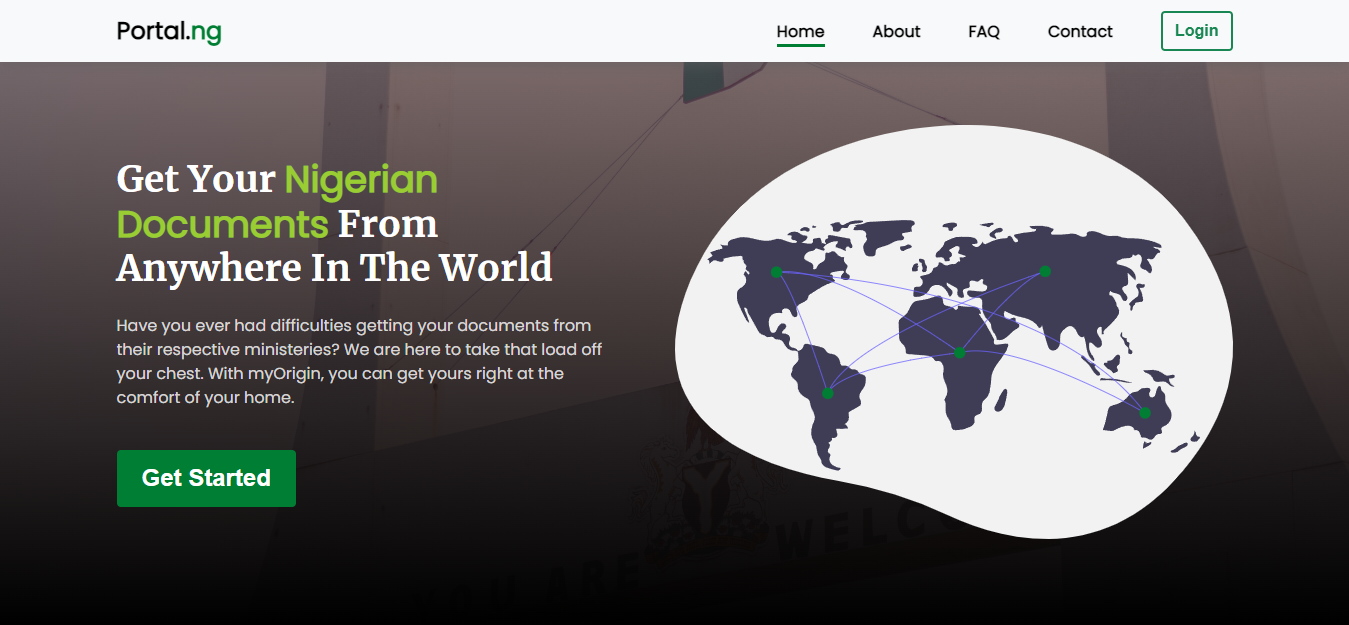 Portal.ng
Home
About
FAQ
Contact
Login
Get Your Nigerian
Documents From
Anywhere In The World
Have you ever had difficulties getting your documents from
their respective ministeries? We are here to take that load off
your chest. With myOrigin, you can get yours right at the
comfort of your home.
Get Started
YOU ARE